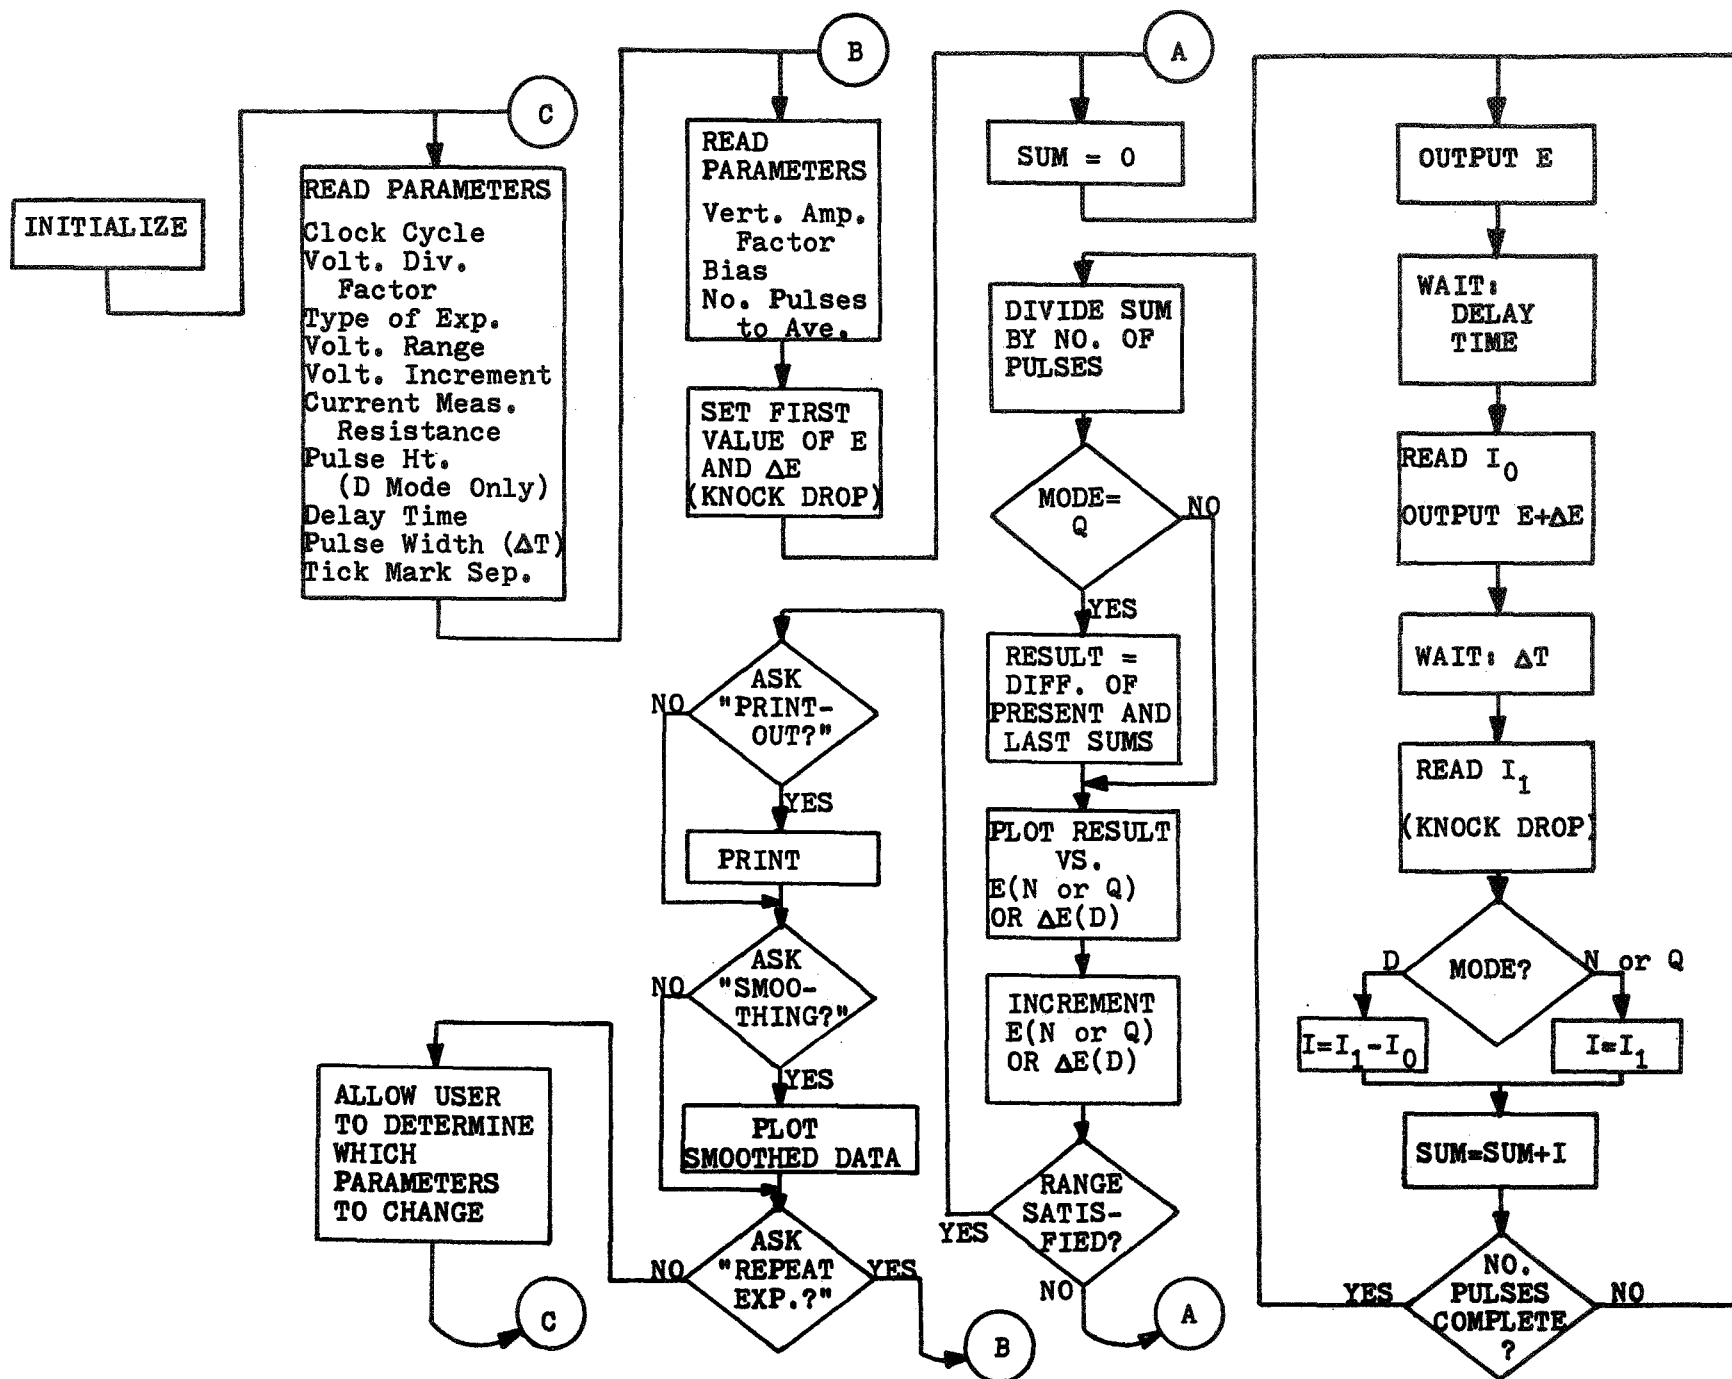 INITIALIZE
C
READ PARAMETERS
Clock Cycle
Volt. Div.
Factor
Type of Exp.
Volt. Range
Volt. Increment
Current Meas.
Resistance
Pulse Ht.
(D Mode Only)
Delay Time
Pulse Width (ΔT)
Tick Mark Sep.
B
READ
PARAMETERS
Vert. Amp.
Factor
Bias
No. Pulses
to Ave.
SET FIRST
VALUE OF E
AND ΔE
(KNOCK DROP)
A
SUM = 0
OUTPUT E
WAIT:
DELAY
TIME
READ I₀
OUTPUT E+ΔE
WAIT: ΔT
READ I₁
(KNOCK DROP)
MODE?
D
N or Q
I=I₁-I₀
I=I₁
SUM=SUM+I
NO.
PULSES
COMPLETE
?
YES
NO
DIVIDE SUM
BY NO. OF
PULSES
MODE=
Q
NO
YES
RESULT =
DIFF. OF
PRESENT AND
LAST SUMS
PLOT RESULT
VS.
E(N or Q)
OR ΔE(D)
INCREMENT
E(N or Q)
OR ΔE(D)
RANGE
SATIS-
FIED?
YES
NO
A
ASK
"PRINT-
OUT?"
NO
YES
PRINT
ASK
"SMOO-
THING?"
NO
YES
PLOT
SMOOTHED DATA
ASK
"REPEAT
EXP.?"
NO
YES
B
ALLOW USER
TO DETERMINE
WHICH
PARAMETERS
TO CHANGE
C